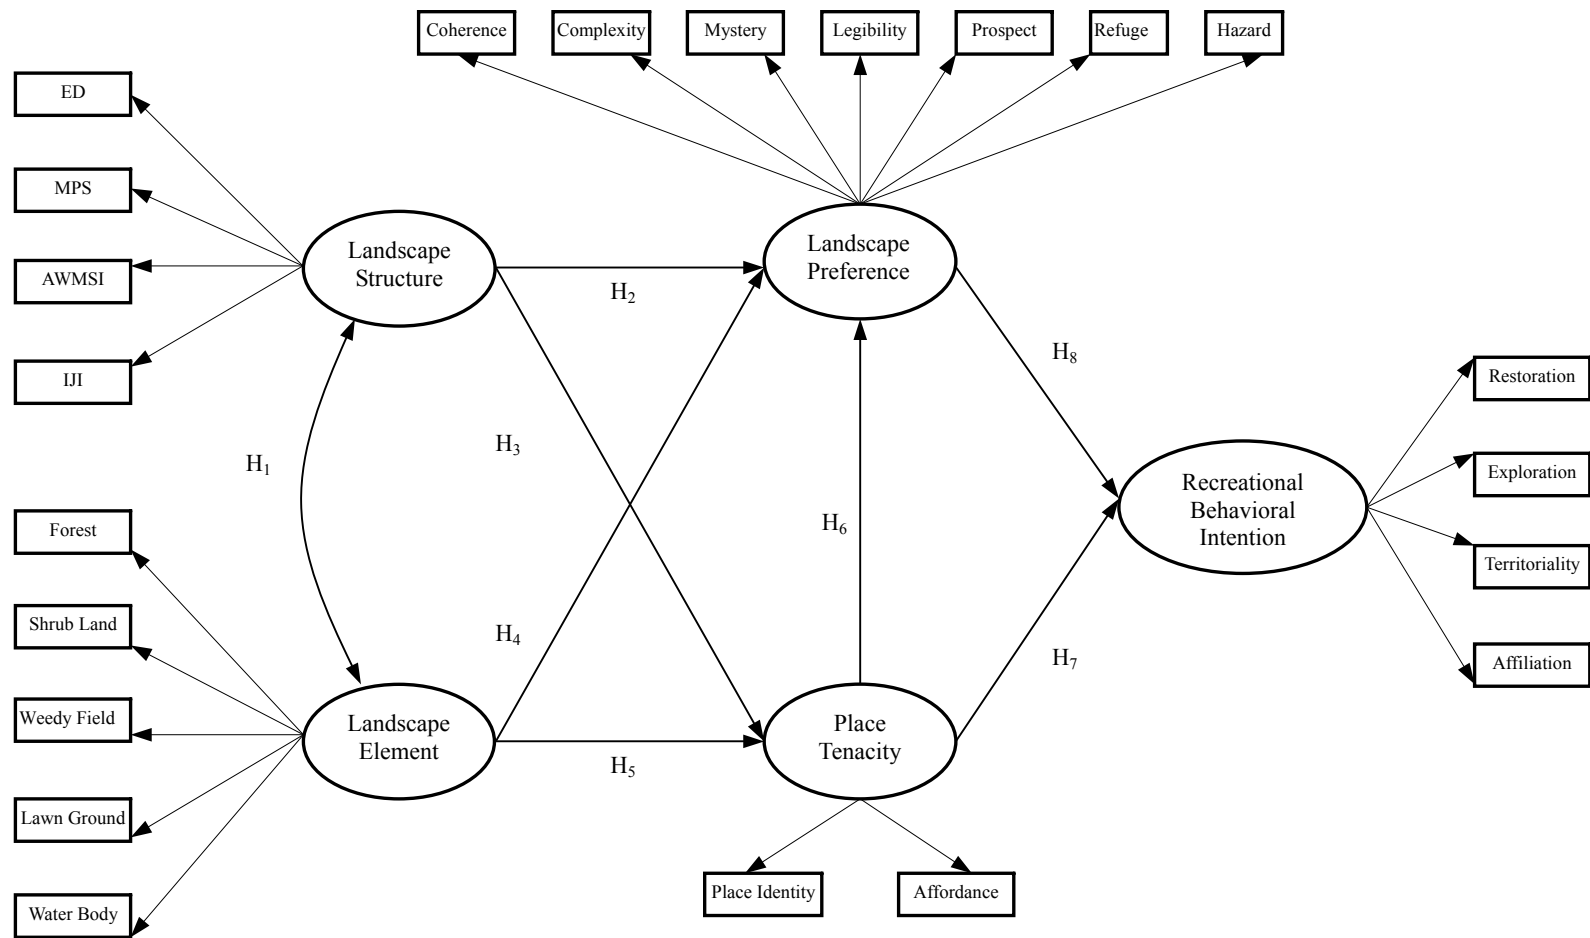 Coherence
Complexity
Mystery
Legibility
Prospect
Refuge
Hazard
ED
MPS
AWMSI
IJI
Landscape
Structure
Landscape
Preference
H₂
H₈
H₁
H₃
H₆
H₄
Restoration
Exploration
Territoriality
Affiliation
Recreational
Behavioral
Intention
Forest
Shrub Land
Weedy Field
Lawn Ground
Water Body
Landscape
Element
H₅
Place
Tenacity
H₇
Place Identity
Affordance